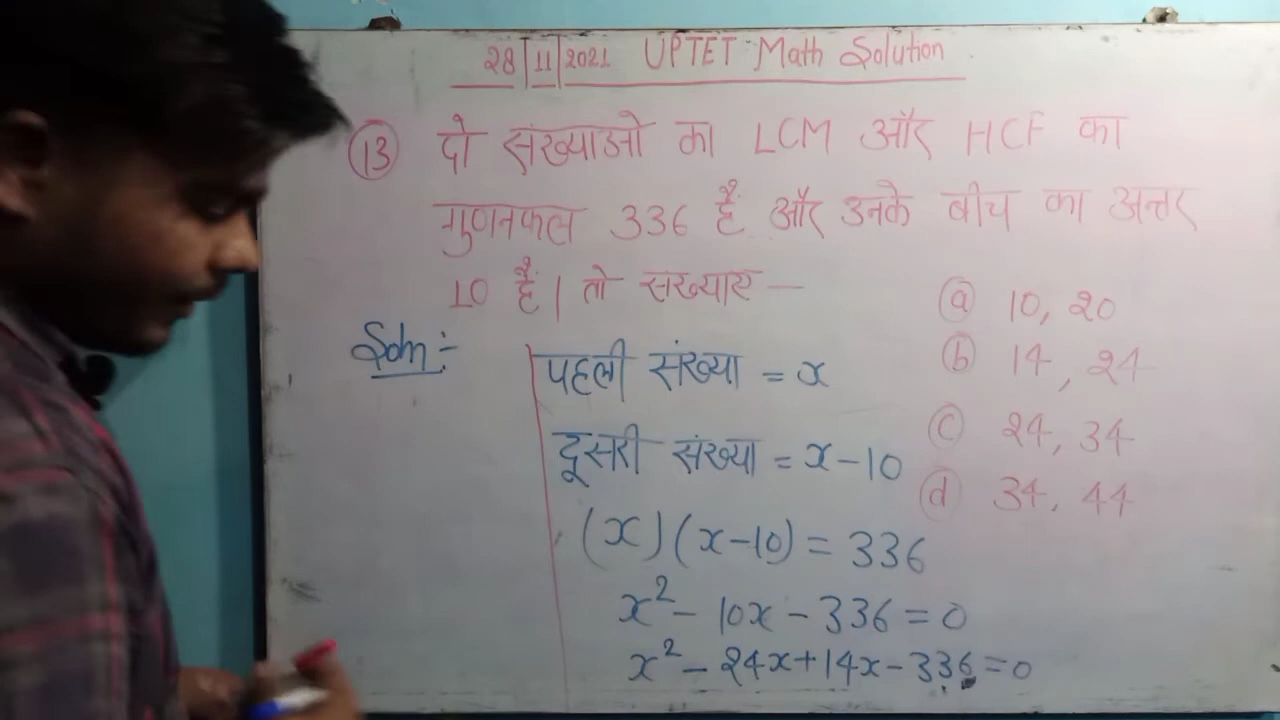 28/11/2021 UPTET Math Solution
13 दो संख्याओ का LCM और HCF का
गुणनफल 336 हैं और उनके बीच का अन्तर
10 हैं। तो संख्याए —
(a) 10, 20
(b) 14, 24
(c) 24, 34
(d) 34, 44
Soln :-
पहली संख्या = x
दूसरी संख्या = x-10
(x)(x-10) = 336
x² - 10x - 336 = 0
x² - 24x + 14x - 336 = 0